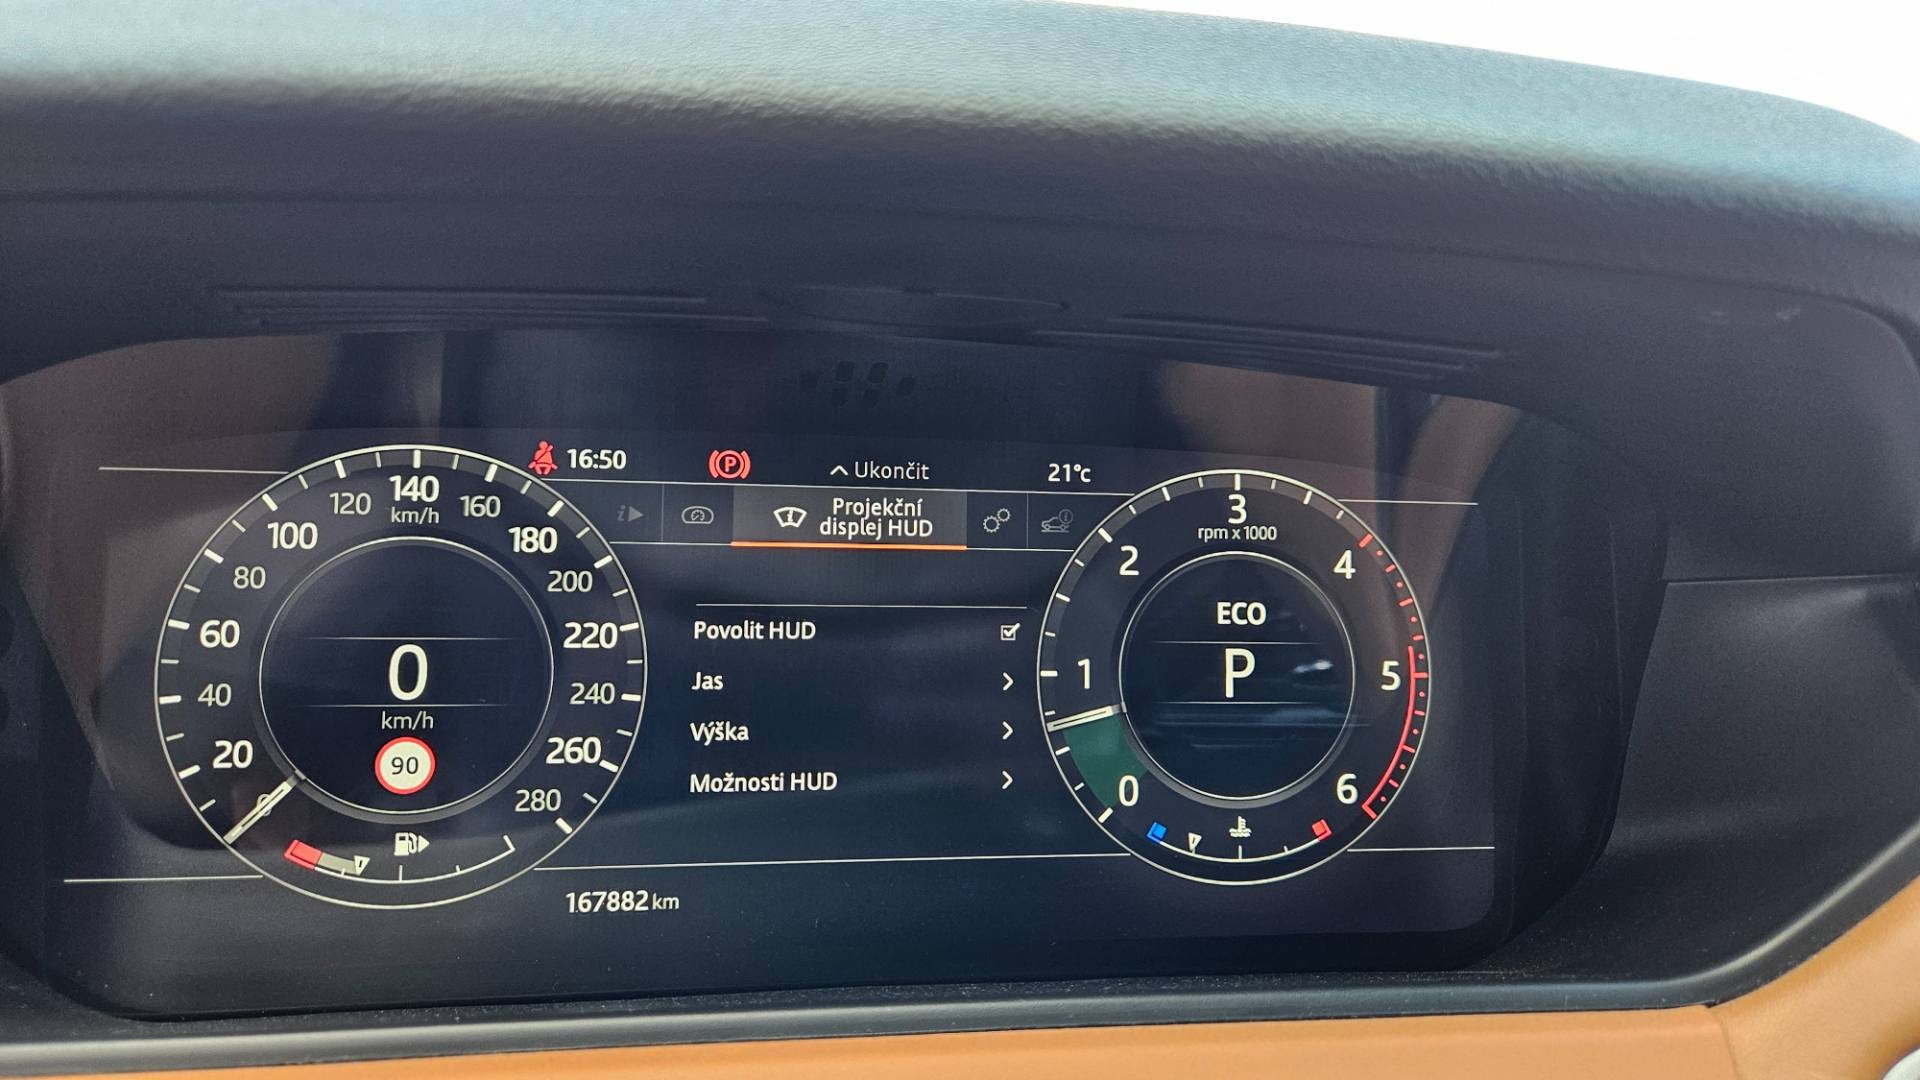 16:50
P
Ukončit
21°c
Projekční
displej HUD
Povolit HUD
Jas
Výška
Možnosti HUD
0
20
40
60
80
100
120
140
km/h
160
180
200
220
240
260
280
0
km/h
90
3
rpm x 1000
2
4
1
5
0
6
ECO
P
167882 km